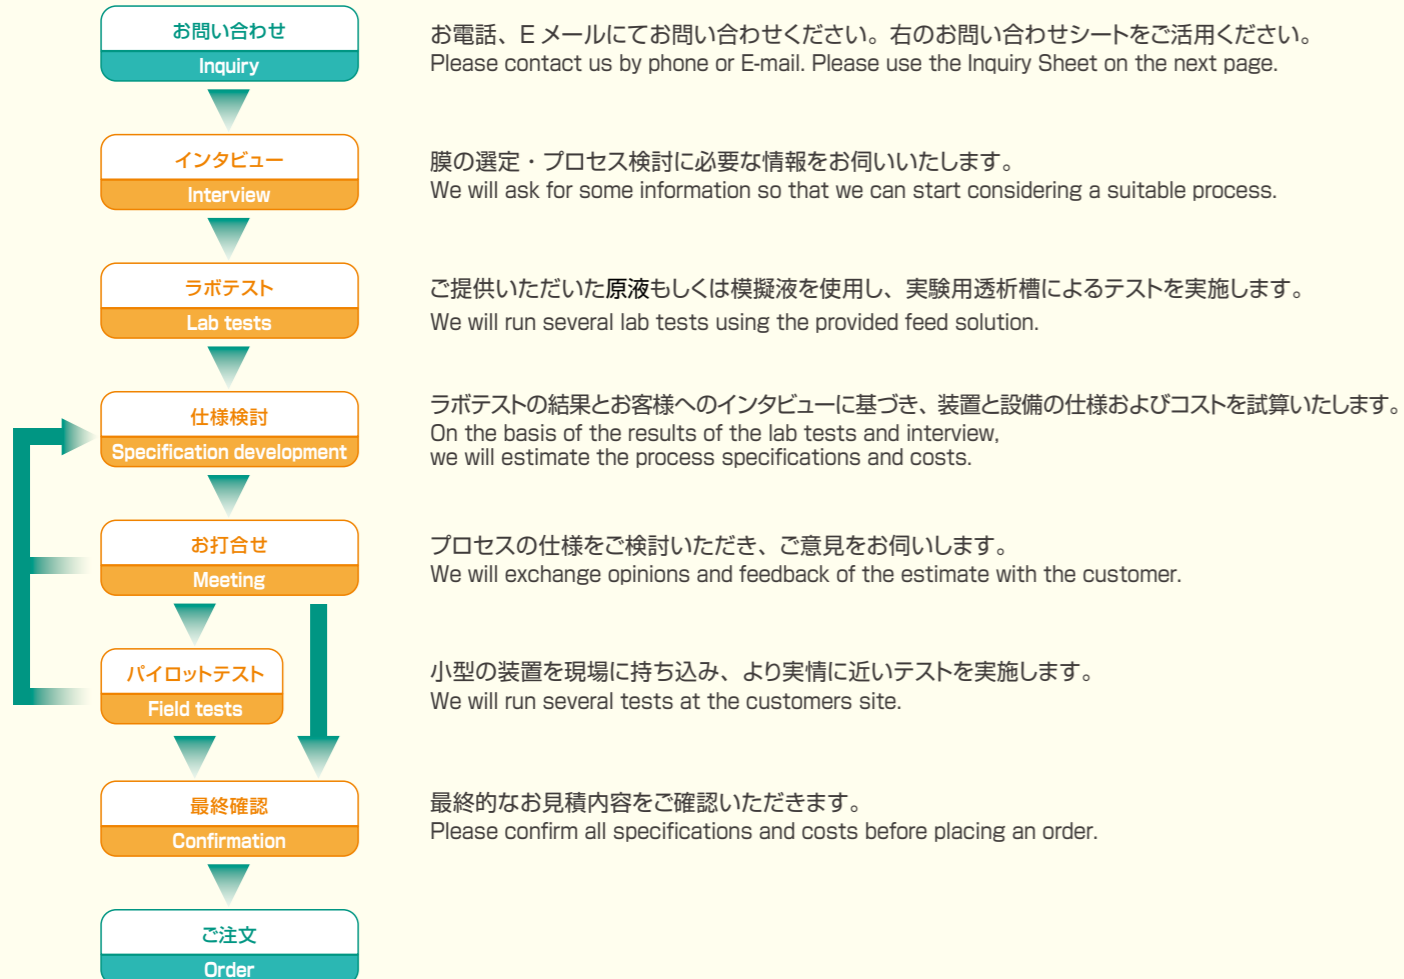 お問い合わせ
Inquiry
お電話、E メールにてお問い合わせください。右のお問い合わせシートをご活用ください。
Please contact us by phone or E-mail. Please use the Inquiry Sheet on the next page.
インタビュー
Interview
膜の選定・プロセス検討に必要な情報をお伺いいたします。
We will ask for some information so that we can start considering a suitable process.
ラボテスト
Lab tests
ご提供いただいた原液もしくは模擬液を使用し、実験用透析槽によるテストを実施します。
We will run several lab tests using the provided feed solution.
仕様検討
Specification development
ラボテストの結果とお客様へのインタビューに基づき、装置と設備の仕様およびコストを試算いたします。
On the basis of the results of the lab tests and interview,
we will estimate the process specifications and costs.
お打合せ
Meeting
プロセスの仕様をご検討いただき、ご意見をお伺いします。
We will exchange opinions and feedback of the estimate with the customer.
パイロットテスト
Field tests
小型の装置を現場に持ち込み、より実情に近いテストを実施します。
We will run several tests at the customers site.
最終確認
Confirmation
最終的なお見積内容をご確認いただきます。
Please confirm all specifications and costs before placing an order.
ご注文
Order